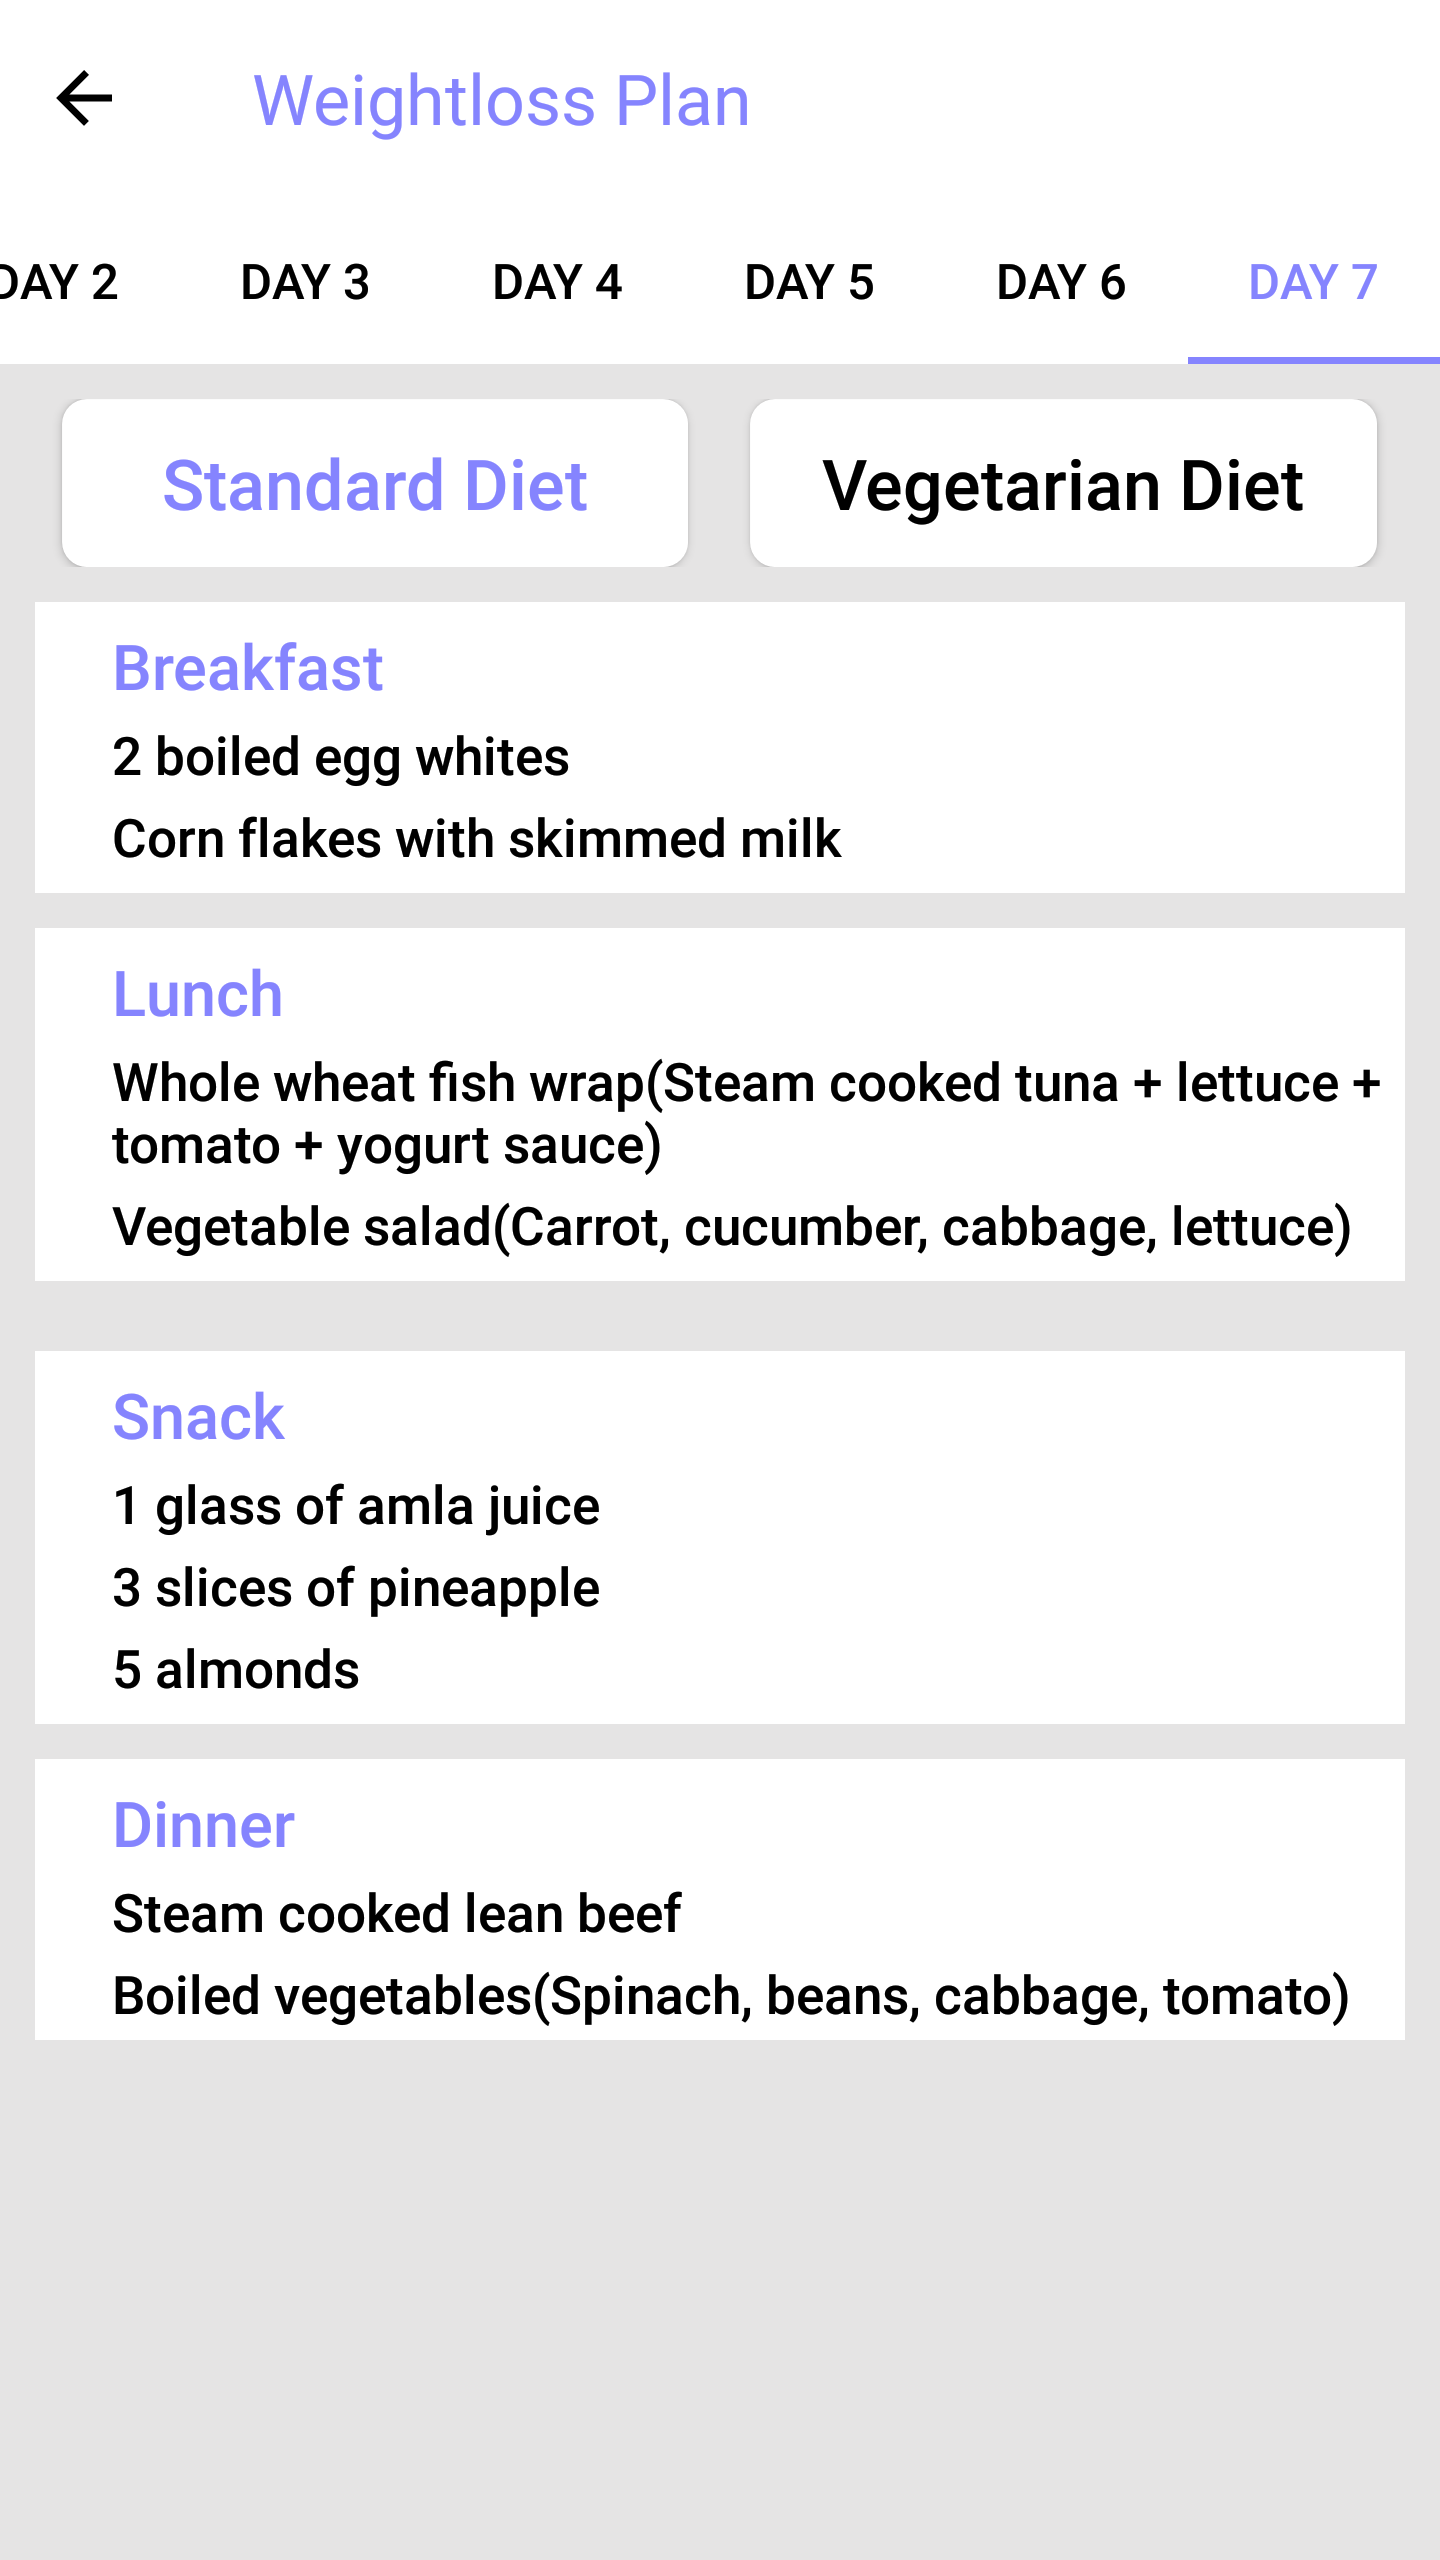 Weightloss Plan
DAY 2 DAY 3 DAY 4 DAY 5 DAY 6 DAY 7
Standard Diet Vegetarian Diet
Breakfast
2 boiled egg whites
Corn flakes with skimmed milk
Lunch
Whole wheat fish wrap(Steam cooked tuna + lettuce +
tomato + yogurt sauce)
Vegetable salad(Carrot, cucumber, cabbage, lettuce)
Snack
1 glass of amla juice
3 slices of pineapple
5 almonds
Dinner
Steam cooked lean beef
Boiled vegetables(Spinach, beans, cabbage, tomato)